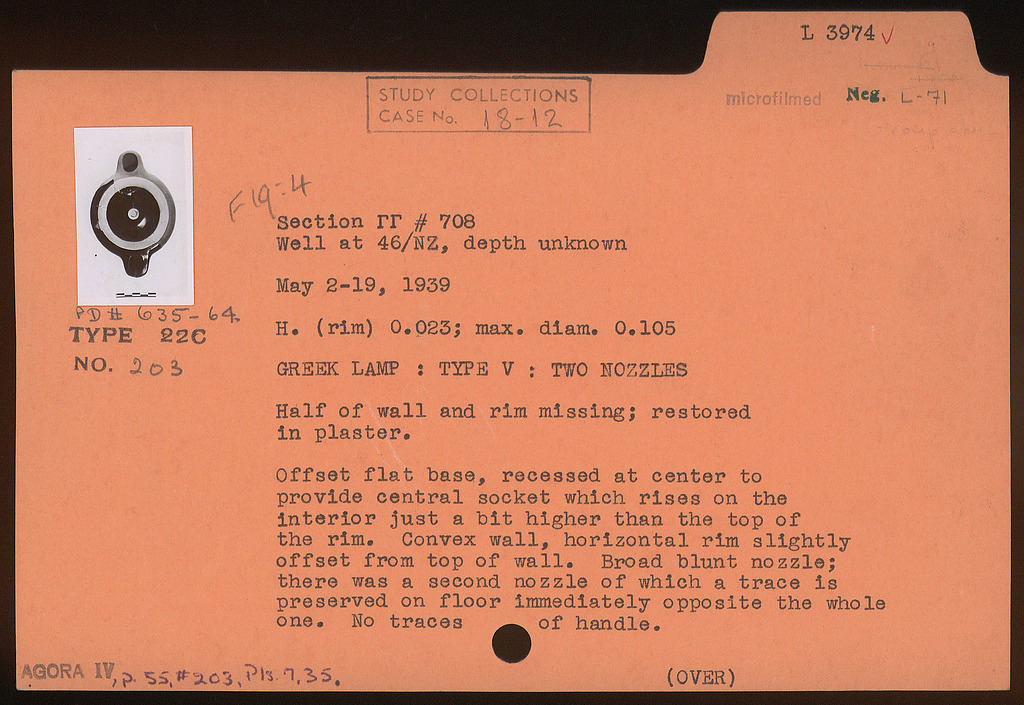 L 3974 ✓
STUDY COLLECTIONS
CASE No. 18-12
microfilmed Neg. L-71
Fig. 4
Section ΓΓ # 708
Well at 46/NZ, depth unknown
May 2-19, 1939
PD# 635-64
TYPE 22C
NO. 203
H. (rim) 0.023; max. diam. 0.105
GREEK LAMP : TYPE V : TWO NOZZLES
Half of wall and rim missing; restored
in plaster.
Offset flat base, recessed at center to
provide central socket which rises on the
interior just a bit higher than the top of
the rim. Convex wall, horizontal rim slightly
offset from top of wall. Broad blunt nozzle;
there was a second nozzle of which a trace is
preserved on floor immediately opposite the whole
one. No traces of handle.
AGORA IV, p. 55, #203, Pls. 7, 35.
(OVER)